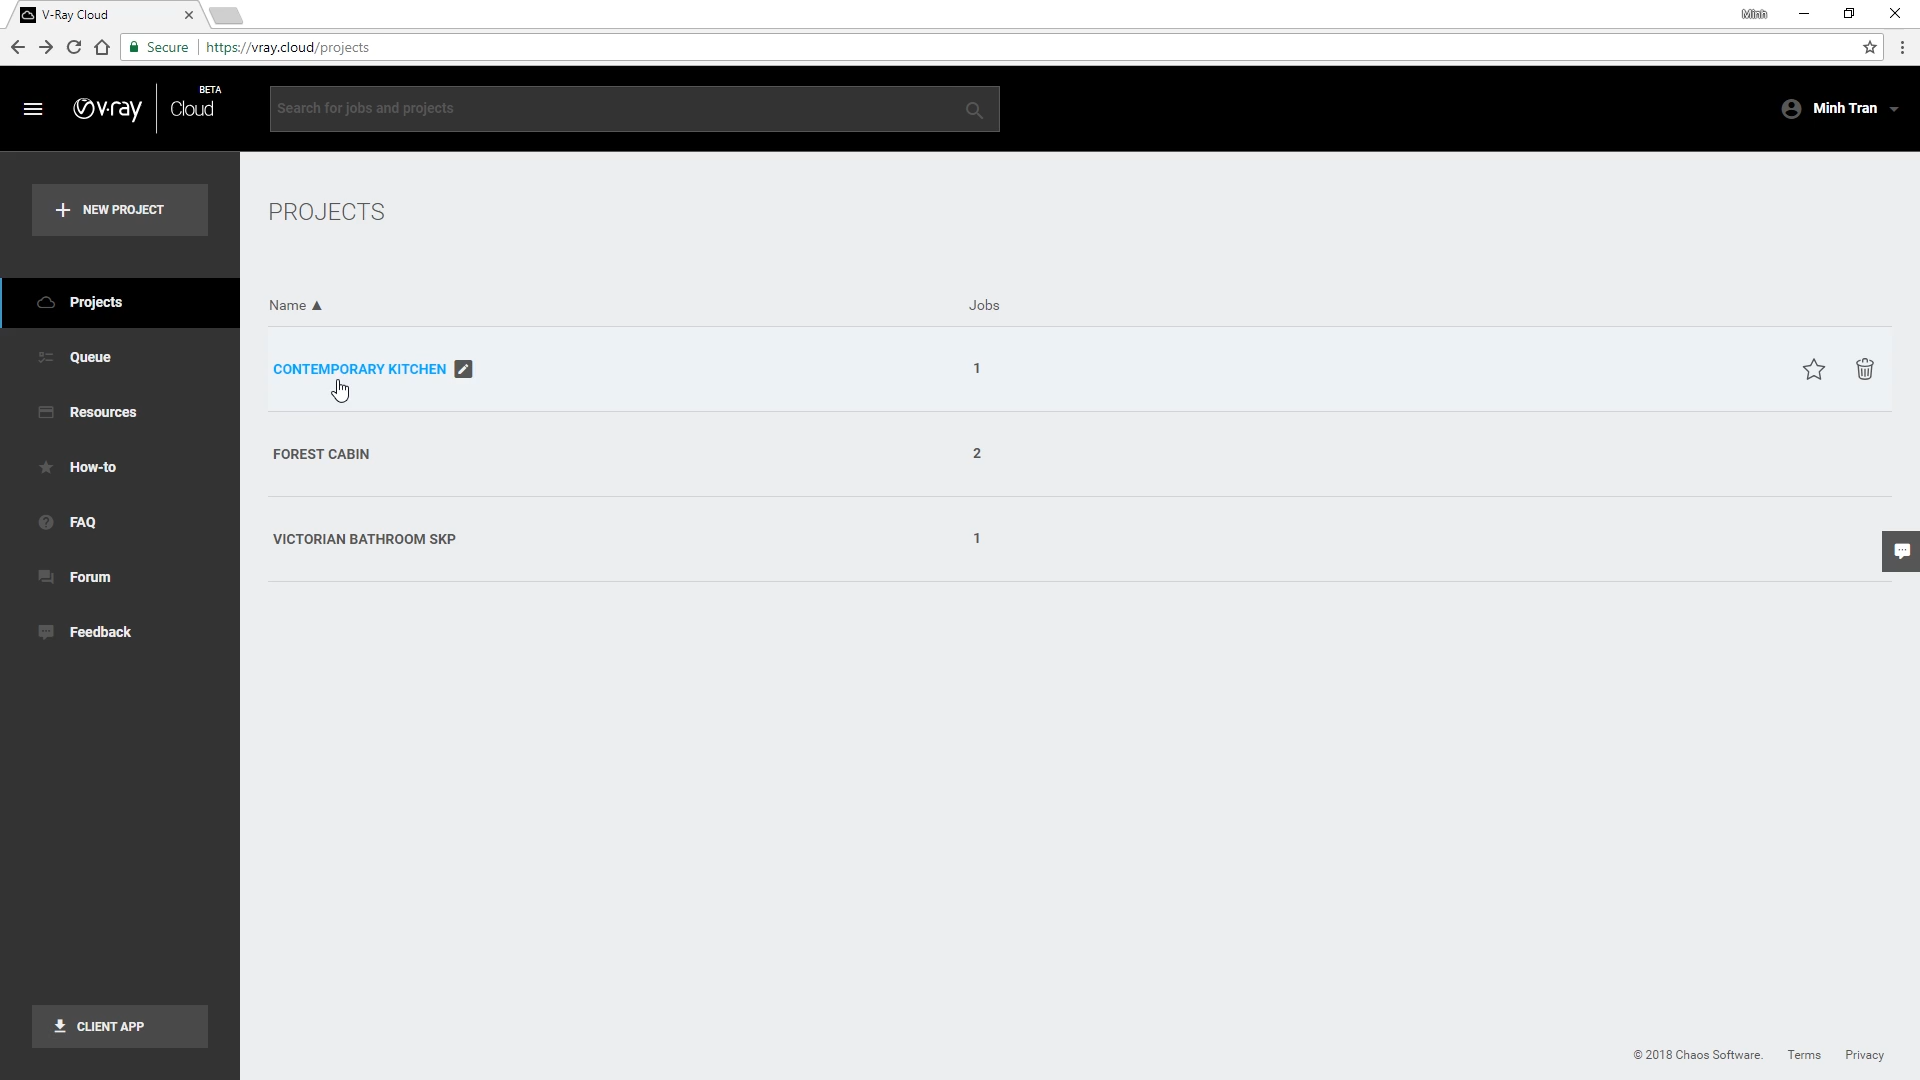 V-Ray Cloud
Minh
Secure https://vray.cloud/projects
v·ray Cloud BETA
Search for jobs and projects
Minh Tran
NEW PROJECT
PROJECTS
Projects
Name ▲ Jobs
Queue
CONTEMPORARY KITCHEN 1
Resources
FOREST CABIN 2
How-to
FAQ
VICTORIAN BATHROOM SKP 1
Forum
Feedback
CLIENT APP
© 2018 Chaos Software. Terms Privacy